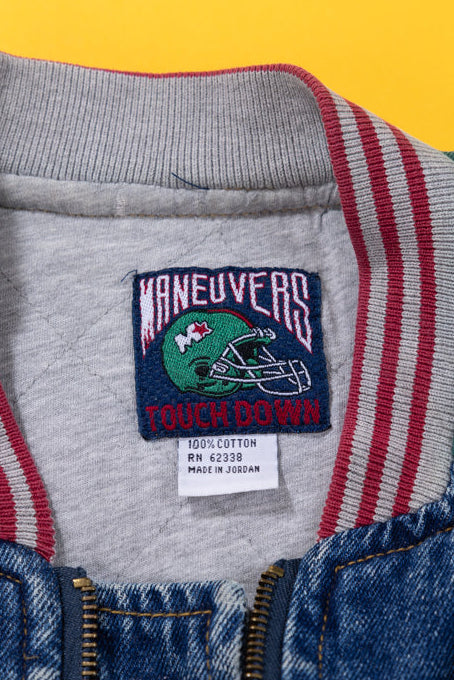 MANEUVERS
M
TOUCH DOWN
100% COTTON
RN 62338
MADE IN JORDAN